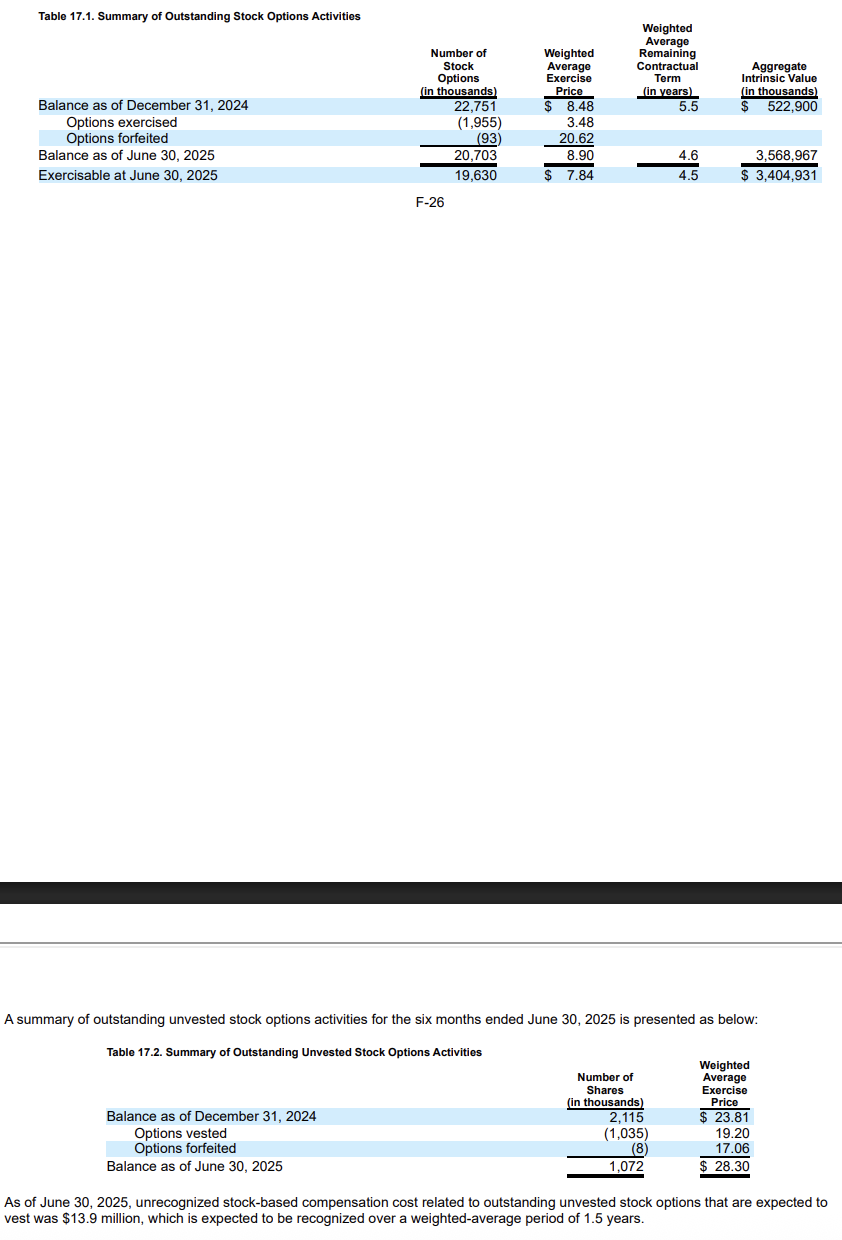 Table 17.1. Summary of Outstanding Stock Options Activities
Number of Stock Options (in thousands) Weighted Average Exercise Price Weighted Average Remaining Contractual Term (in years) Aggregate Intrinsic Value (in thousands)
Balance as of December 31, 2024 22,751 $ 8.48 5.5 $ 522,900
Options exercised (1,955) 3.48
Options forfeited (93) 20.62
Balance as of June 30, 2025 20,703 8.90 4.6 3,568,967
Exercisable at June 30, 2025 19,630 $ 7.84 4.5 $ 3,404,931
F-26
A summary of outstanding unvested stock options activities for the six months ended June 30, 2025 is presented as below:
Table 17.2. Summary of Outstanding Unvested Stock Options Activities
Number of Shares (in thousands) Weighted Average Exercise Price
Balance as of December 31, 2024 2,115 $ 23.81
Options vested (1,035) 19.20
Options forfeited (8) 17.06
Balance as of June 30, 2025 1,072 $ 28.30
As of June 30, 2025, unrecognized stock-based compensation cost related to outstanding unvested stock options that are expected to
vest was $13.9 million, which is expected to be recognized over a weighted-average period of 1.5 years.